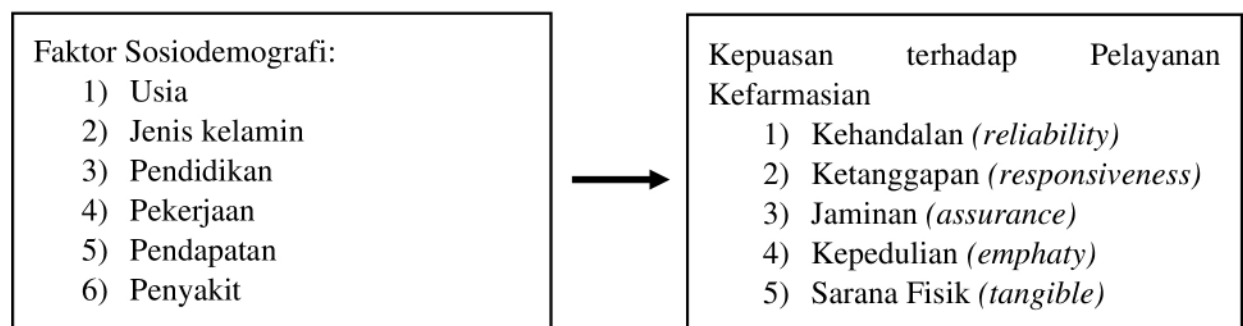 Faktor Sosiodemografi:
1) Usia
2) Jenis kelamin
3) Pendidikan
4) Pekerjaan
5) Pendapatan
6) Penyakit
Kepuasan terhadap Pelayanan
Kefarmasian
1) Kehandalan (reliability)
2) Ketanggapan (responsiveness)
3) Jaminan (assurance)
4) Kepedulian (emphaty)
5) Sarana Fisik (tangible)